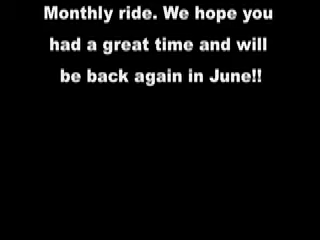 Monthly ride. We hope you
had a great time and will
be back again in June!!